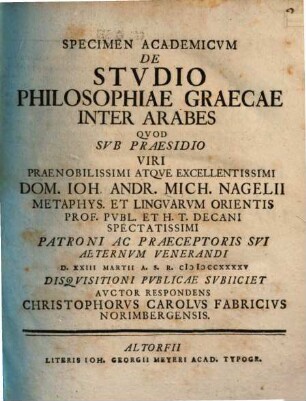 SPECIMEN ACADEMICVM
DE
STVDIO
PHILOSOPHIAE GRAECAE
INTER ARABES
QVOD
SVB PRAESIDIO
VIRI
PRAENOBILISSIMI ATQVE EXCELLENTISSIMI
DOM. IOH. ANDR. MICH. NAGELII
METAPHYS. ET LINGVARVM ORIENTIS
PROF. PVBL. ET H. T. DECANI
SPECTATISSIMI
PATRONI AC PRAECEPTORIS SVI
AETERNVM VENERANDI
D. XXIII MARTII A. S. R. cIƆIƆCCXXXXV
DISQVISITIONI PVBLICAE SVBIICIET
AVCTOR RESPONDENS
CHRISTOPHORVS CAROLVS FABRICIVS
NORIMBERGENSIS.
ALTORFII
LITERIS IOH. GEORGII MEYERI ACAD. TYPOGR.